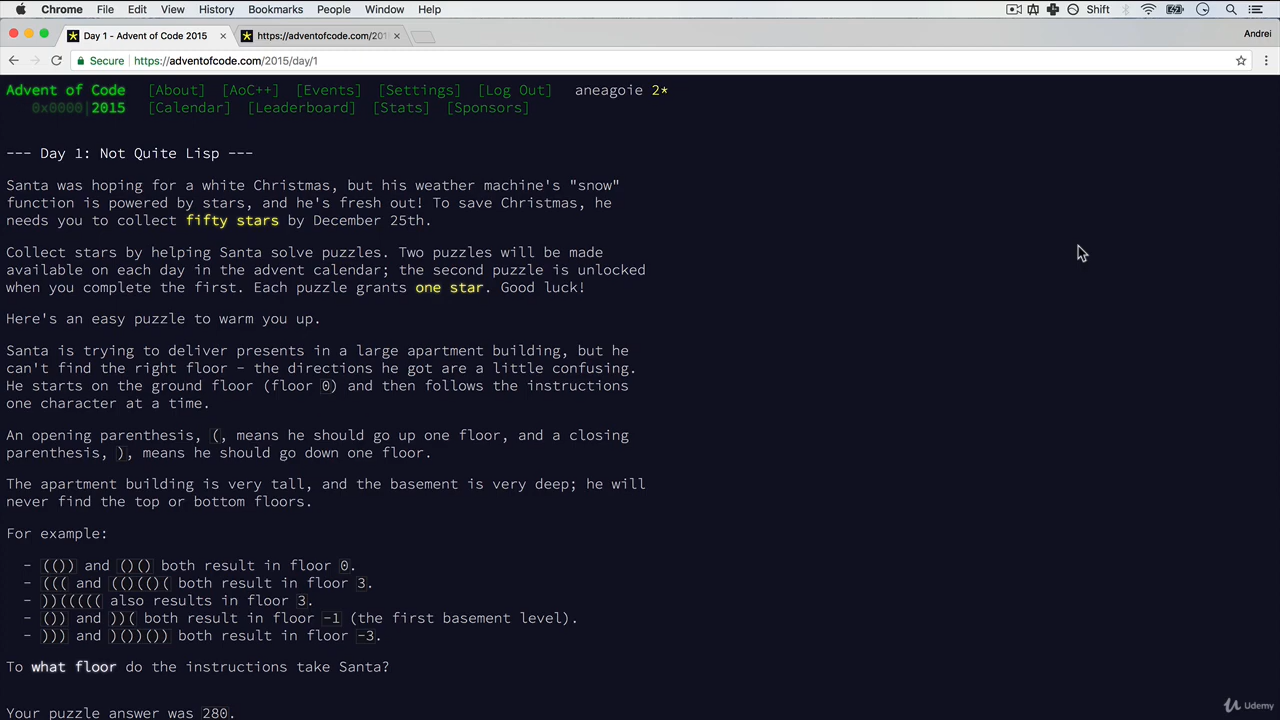 Chrome File Edit View History Bookmarks People Window Help Shift
Day 1 - Advent of Code 2015 × https://adventofcode.com/201 ×
Andrei
Secure https://adventofcode.com/2015/day/1
Advent of Code [About] [AoC++] [Events] [Settings] [Log Out] aneagoie 2*
0x0000|2015 [Calendar] [Leaderboard] [Stats] [Sponsors]
--- Day 1: Not Quite Lisp ---
Santa was hoping for a white Christmas, but his weather machine's "snow"
function is powered by stars, and he's fresh out! To save Christmas, he
needs you to collect fifty stars by December 25th.
Collect stars by helping Santa solve puzzles. Two puzzles will be made
available on each day in the advent calendar; the second puzzle is unlocked
when you complete the first. Each puzzle grants one star. Good luck!
Here's an easy puzzle to warm you up.
Santa is trying to deliver presents in a large apartment building, but he
can't find the right floor - the directions he got are a little confusing.
He starts on the ground floor (floor 0) and then follows the instructions
one character at a time.
An opening parenthesis, (, means he should go up one floor, and a closing
parenthesis, ), means he should go down one floor.
The apartment building is very tall, and the basement is very deep; he will
never find the top or bottom floors.
For example:
- (()) and ()() both result in floor 0.
- ((( and (()(()( both result in floor 3.
- ))((((( also results in floor 3.
- ()) and ))( both result in floor -1 (the first basement level).
- ))) and )())()) both result in floor -3.
To what floor do the instructions take Santa?
Your puzzle answer was 280.
Udemy